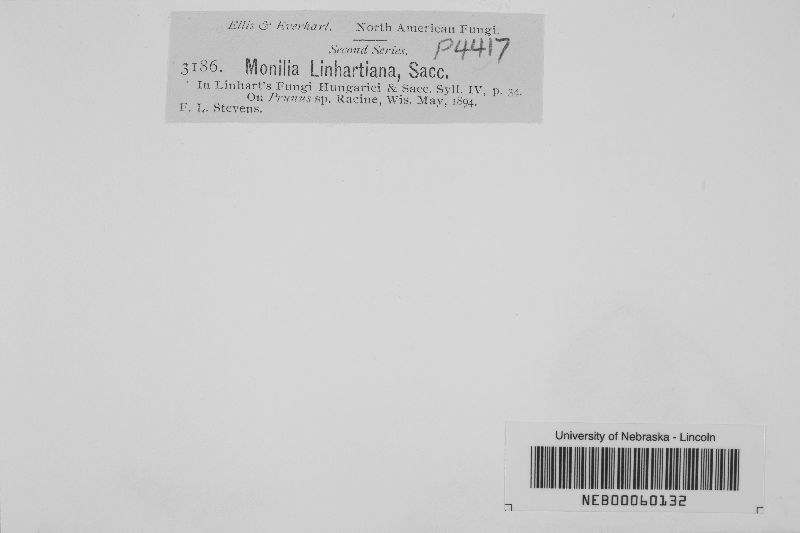 Ellis & Everhart. North American Fungi.
Second Series. P4417
3186. Monilia Linhartiana, Sacc.
In Linhart's Fungi Hungarici & Sacc. Syll. IV, p. 34.
On Prunus sp. Racine, Wis. May, 1894.
F. L. Stevens.
University of Nebraska - Lincoln
NEB00060132